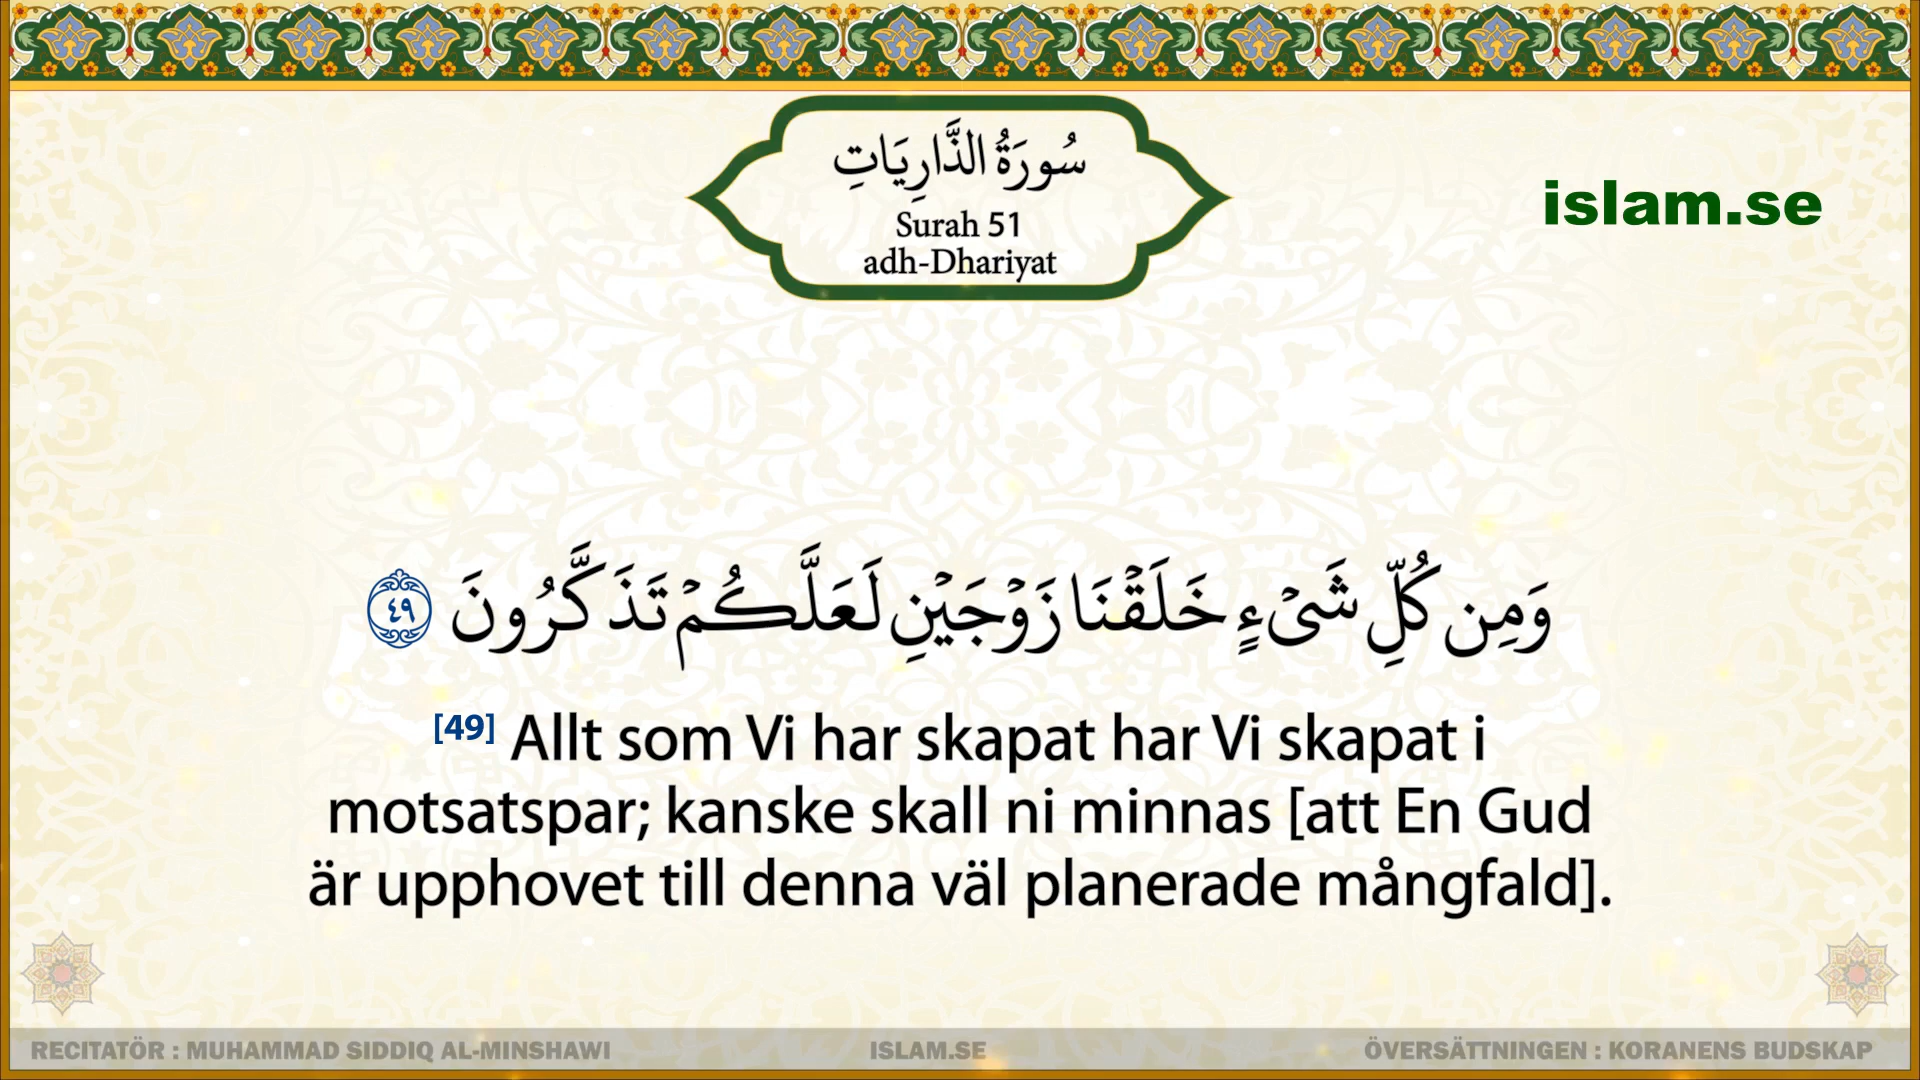 سُورَةُ الذَّارِيَاتِ
Surah 51
adh-Dhariyat
islam.se
وَمِن كُلِّ شَىْءٍ خَلَقْنَا زَوْجَيْنِ لَعَلَّكُمْ تَذَكَّرُونَ ٤٩
[49] Allt som Vi har skapat har Vi skapat i
motsatspar; kanske skall ni minnas [att En Gud
är upphovet till denna väl planerade mångfald].
RECITATÖR : MUHAMMAD SIDDIQ AL-MINSHAWI
ISLAM.SE
ÖVERSÄTTNINGEN : KORANENS BUDSKAP